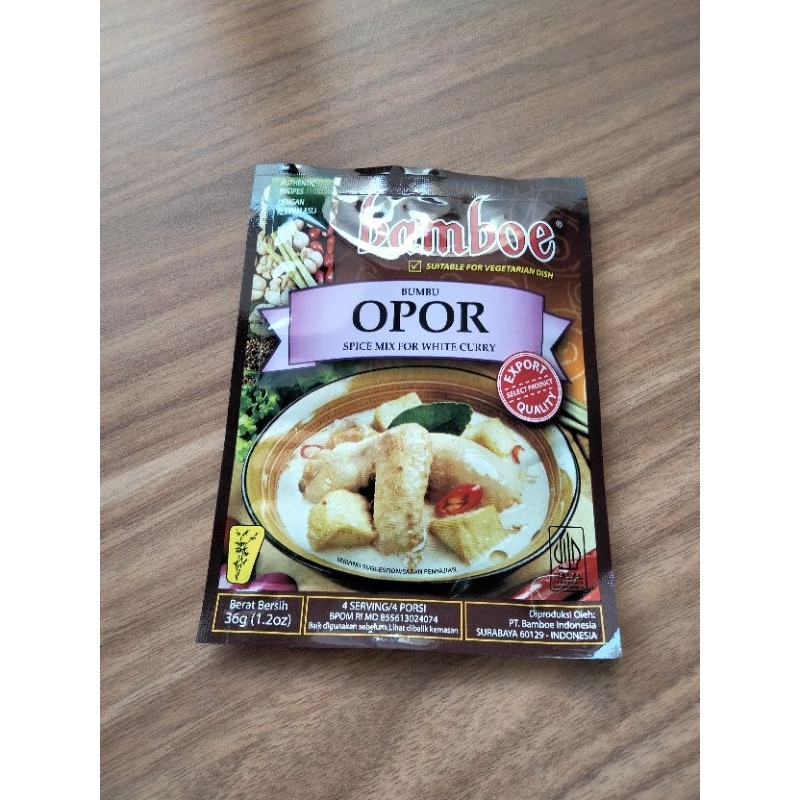 AUTHENTIC
RECIPES
DENGAN
bamboe®
SUITABLE FOR VEGETARIAN DISH
BUMBU
OPOR
SPICE MIX FOR WHITE CURRY
EXPORT
SELECT PRODUCT
QUALITY
SERVING SUGGESTION/SARAN PENYAJIAN
Berat Bersih
36g (1.2oz)
4 SERVING/4 PORSI
BPOM RI MD 855613024074
Baik digunakan sebelum: Lihat dibalik kemasan
Diproduksi Oleh:
PT. Bamboe Indonesia
SURABAYA 60129 - INDONESIA